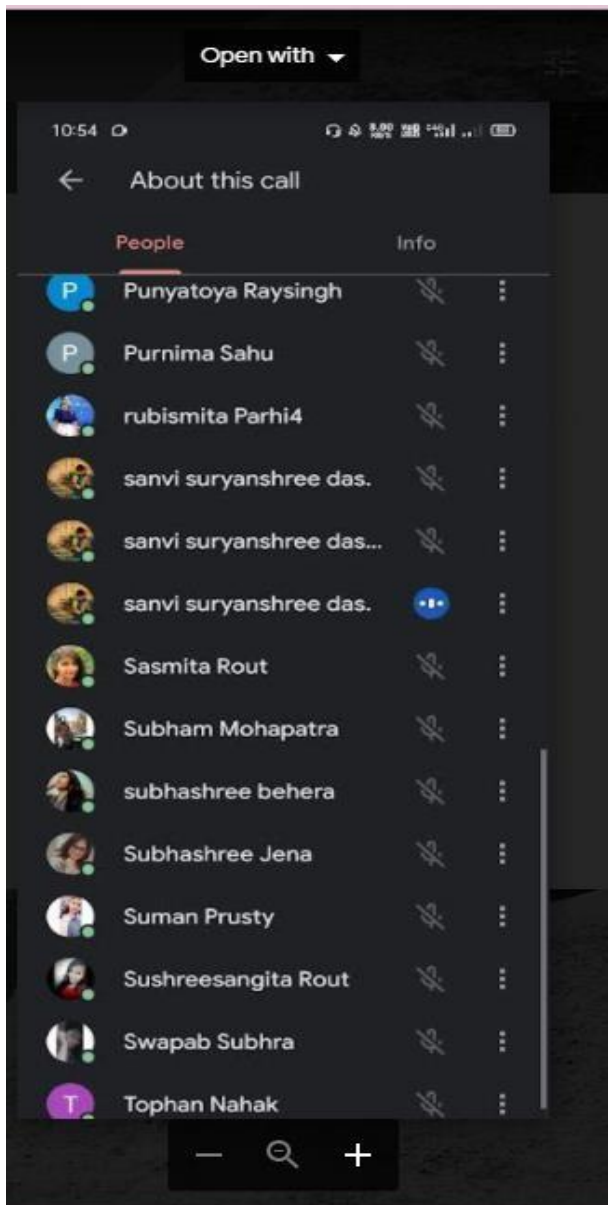 Open with
10:54
About this call
People Info
P Punyatoya Raysingh
P Purnima Sahu
rubismita Parhi4
sanvi suryanshree das.
sanvi suryanshree das...
sanvi suryanshree das.
Sasmita Rout
Subham Mohapatra
subhashree behera
Subhashree Jena
Suman Prusty
Sushreesangita Rout
Swapab Subhra
T Tophan Nahak